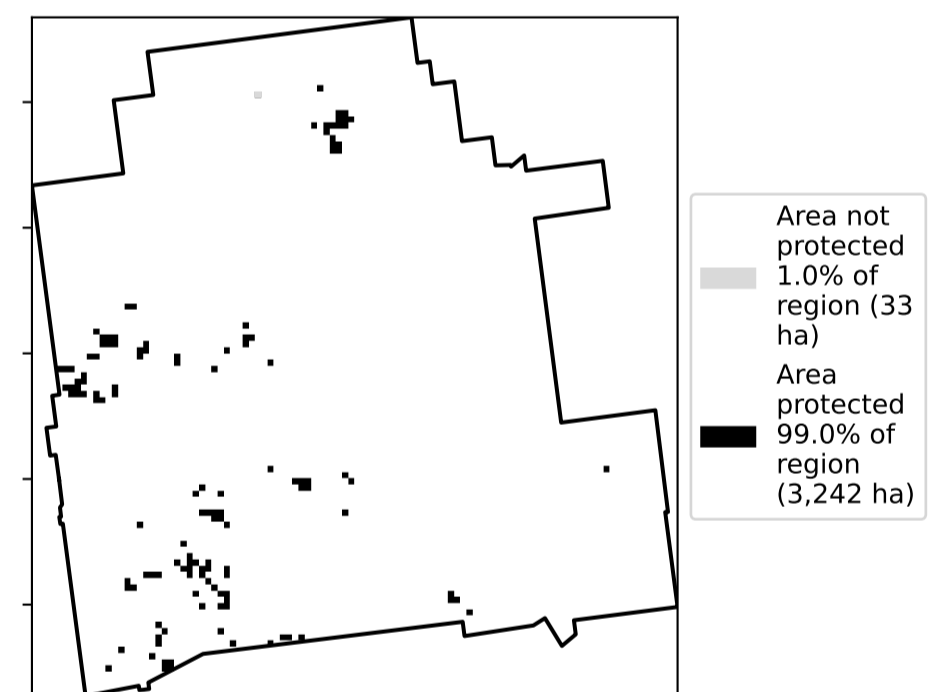 Area not
protected
1.0% of
region (33
ha)
Area
protected
99.0% of
region
(3,242 ha)